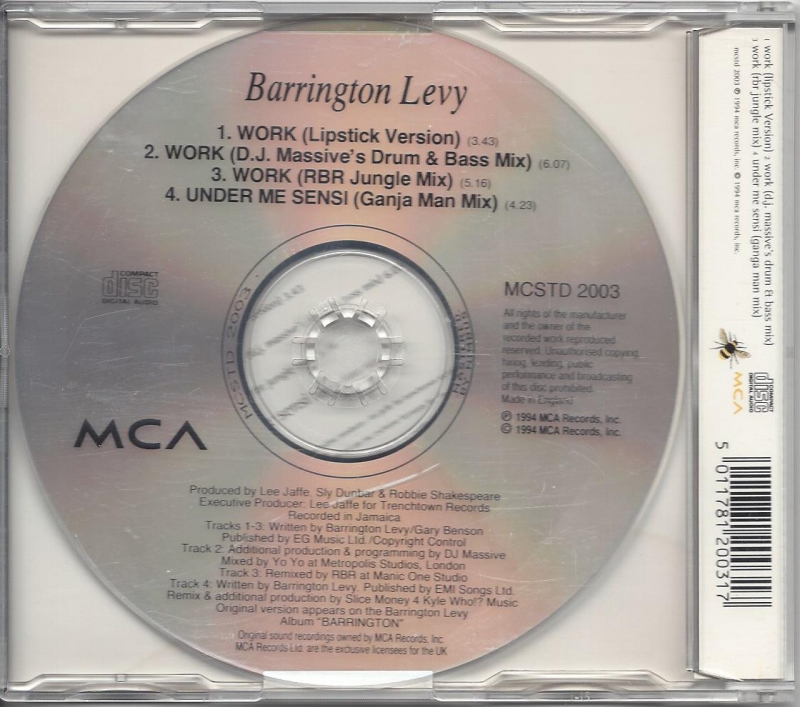 Barrington Levy
1. WORK (Lipstick Version) (3.43)
2. WORK (D.J. Massive's Drum & Bass Mix) (6.07)
3. WORK (RBR Jungle Mix) (5.16)
4. UNDER ME SENSI (Ganja Man Mix) (4.23)
COMPACT
disc
DIGITAL AUDIO
MCSTD 2003
All rights of the manufacturer
and the owner of the
recorded work reproduced
reserved. Unauthorised copying,
hiring, lending, public
performance and broadcasting
of this disc prohibited.
Made in England
℗ 1994 MCA Records, Inc.
© 1994 MCA Records, Inc.
MCSTD 2003
MCA
Produced by Lee Jaffe, Sly Dunbar & Robbie Shakespeare
Executive Producer: Lee Jaffe for Trenchtown Records
Recorded in Jamaica
Tracks 1-3: Written by Barrington Levy/Gary Benson
Published by EG Music Ltd./Copyright Control
Track 2: Additional production & programming by DJ Massive
Mixed by Yo Yo at Metropolis Studios, London
Track 3: Remixed by RBR at Manic One Studio
Track 4: Written by Barrington Levy. Published by EMI Songs Ltd.
Remix & additional production by Slice Money 4 Kyle Who!? Music
Original version appears on the Barrington Levy
Album "BARRINGTON"
Original sound recordings owned by MCA Records, Inc.
MCA Records Ltd. are the exclusive licensees for the UK
1 work (lipstick Version) 2 work (d.j. massive's drum & bass mix)
3 work (rbr jungle mix) 4 under me sensi (ganga man mix)
mcstd 2003 ℗ 1994 mca records, inc. © 1994 mca records, inc.
MCA
COMPACT
disc
DIGITAL AUDIO
5 011781 200317